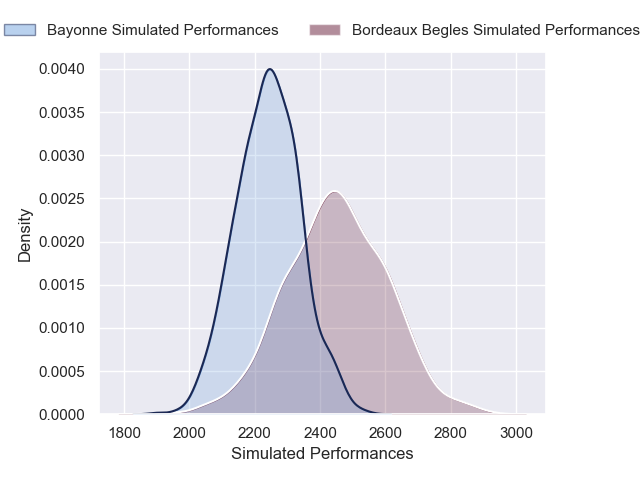 Bayonne Simulated Performances
Bordeaux Begles Simulated Performances
0.0040
0.0035
0.0030
0.0025
0.0020
0.0015
0.0010
0.0005
0.0000
Density
1800 2000 2200 2400 2600 2800 3000
Simulated Performances